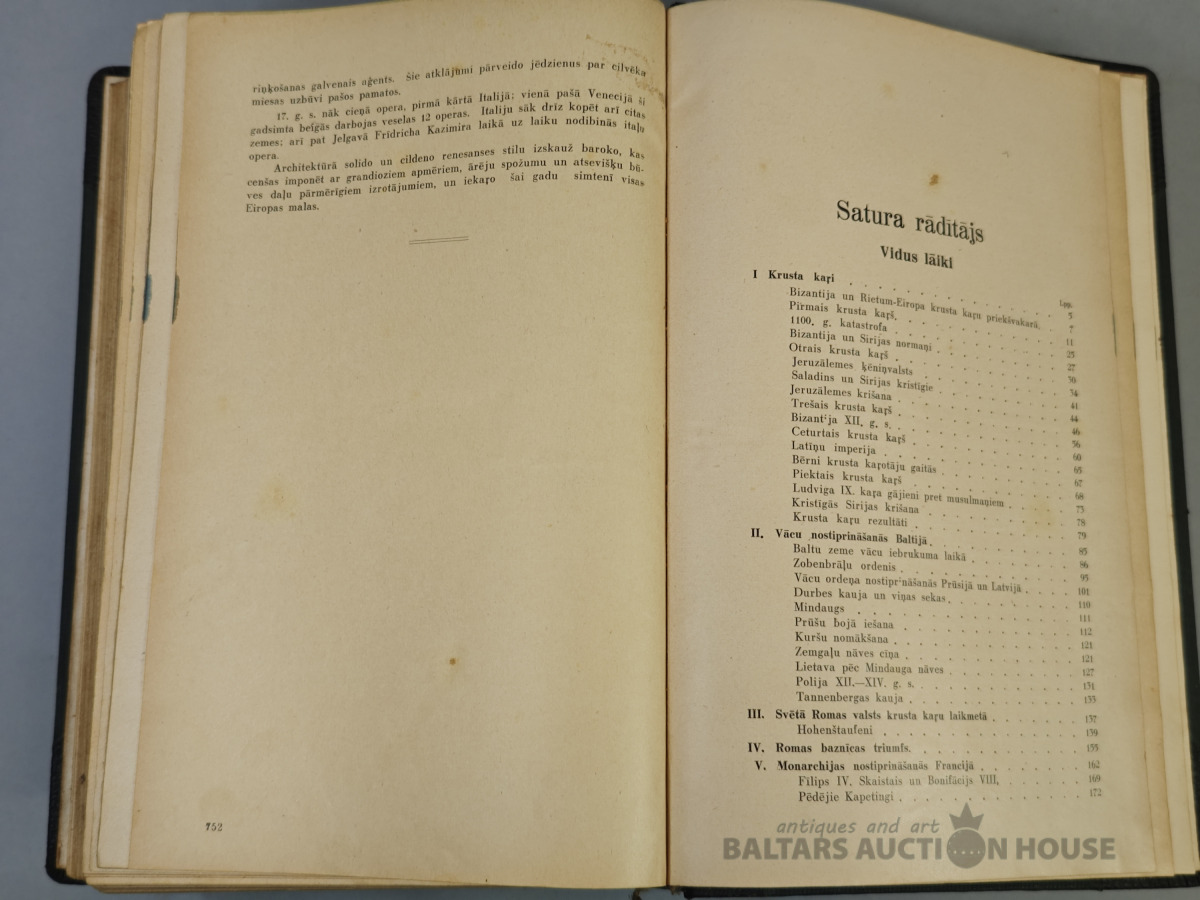 riņķošanas galvenais aģents. Šie atklājumi pārveido jēdzienus par cilvēka
miesas uzbūvi pašos pamatos.
17. g. s. nāk cieņā opera, pirmā kārtā Italijā; vienā pašā Venecijā šī
gadsimta beigās darbojas veselas 12 operas. Italiju sāk drīz kopēt arī citas
zemes; arī pat Jelgavā Frīdricha Kazimira laikā uz laiku nodibinās itaļu
opera.
Architektūrā solido un cildeno renesanses stilu izskauž baroko, kas
cenšas imponēt ar grandioziem apmēriem, ārēju spožumu un atsevišķu bū-
ves daļu pārmērīgiem izrotājumiem, un iekaŗo šai gadu simtenī visas
Eiropas malas.
752
Satura rādītājs
Vidus lāiki
Lpp.
I Krusta kaŗi . . . . . 5
Bizantija un Rietum-Eiropa krusta kaŗu priekšvakarā. . 7
Pirmais krusta kaŗš. . . . . 11
1100. g. katastrofa . . . . . 25
Bizantija un Sirijas normaņi . . . . . 27
Otrais krusta kaŗš . . . . . 30
Jeruzālemes ķēniņvalsts . . . . . 34
Saladins un Sirijas kristīgie . . . . . 41
Jeruzālemes krišana . . . . . 44
Trešais krusta kaŗš . . . . . 46
Bizant'ja XII. g. s. . . . . . 56
Ceturtais krusta kaŗš . . . . . 60
Latīņu imperija . . . . . 65
Bērni krusta kaŗotāju gaitās . . . . . 67
Piektais krusta kaŗš . . . . . 68
Ludviga IX. kaŗa gājieni pret musulmaņiem . . . . . 73
Kristīgās Sirijas krišana . . . . . 78
Krusta kaŗu rezultāti . . . . . 79
II. Vācu nostiprināšanās Baltijā . . . . . 85
Baltu zeme vācu iebrukuma laikā . . . . . 86
Zobenbrāļu ordenis . . . . . 95
Vācu ordeņa nostiprināšanās Prūsijā un Latvijā . . . . . 101
Durbes kauja un viņas sekas . . . . . 110
Mindaugs . . . . . 111
Prūšu bojā iešana . . . . . 112
Kuršu nomākšana . . . . . 121
Zemgaļu nāves cīņa . . . . . 121
Lietava pēc Mindauga nāves . . . . . 127
Polija XII.—XIV. g. s. . . . . . 131
Tannenbergas kauja . . . . . 133
III. Svētā Romas valsts krusta kaŗu laikmetā . . . . . 137
Hohenštaufeni . . . . . 139
IV. Romas baznīcas triumfs. . . . . . 155
V. Monarchijas nostiprināšanās Francijā . . . . . 162
Fīlips IV. Skaistais un Bonifācijs VIII. . . . . . 169
Pēdējie Kapetingi . . . . . 172
antiques and art
BALTARS AUCTION HOUSE